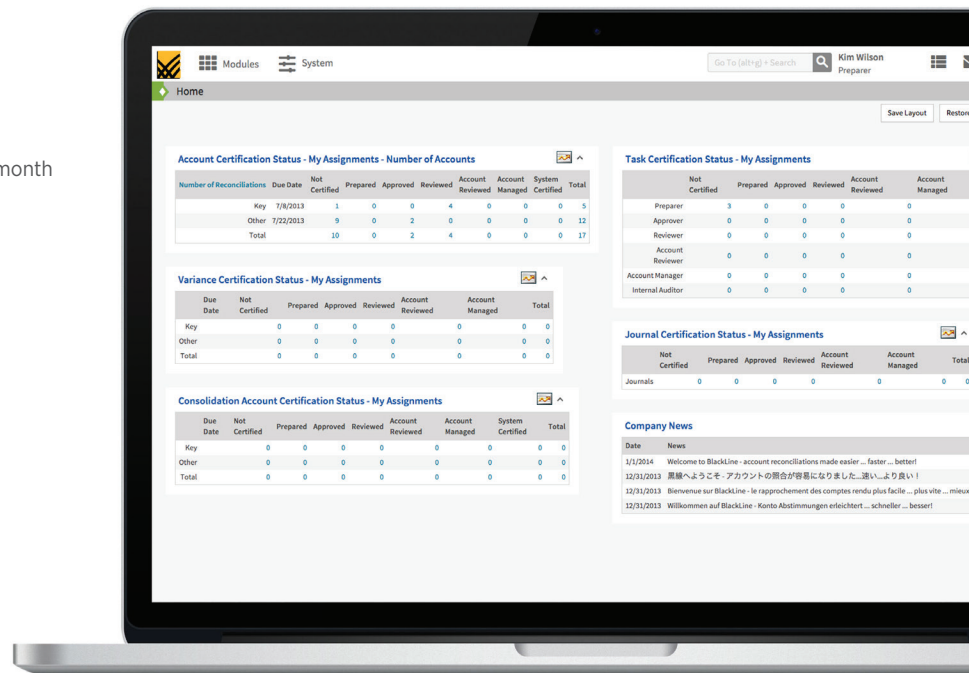 month
Modules
System
Go To (alt+g) + Search
Kim Wilson
Preparer
Home
Save Layout
Restore
Account Certification Status - My Assignments - Number of Accounts
Number of Reconciliations Due Date Not Certified Prepared Approved Reviewed Account Reviewed Account Managed System Certified Total
Key 7/8/2013 1 0 0 4 0 0 0 5
Other 7/22/2013 9 0 2 0 0 0 0 12
Total 10 0 2 4 0 0 0 17
Variance Certification Status - My Assignments
Due Date Not Certified Prepared Approved Reviewed Account Reviewed Account Managed Total
Key 0 0 0 0 0 0 0
Other 0 0 0 0 0 0 0
Total 0 0 0 0 0 0 0
Consolidation Account Certification Status - My Assignments
Due Date Not Certified Prepared Approved Reviewed Account Reviewed Account Managed System Certified Total
Key 0 0 0 0 0 0 0 0
Other 0 0 0 0 0 0 0 0
Total 0 0 0 0 0 0 0 0
Task Certification Status - My Assignments
Not Certified Prepared Approved Reviewed Account Reviewed Account Managed
Preparer 3 0 0 0 0 0
Approver 0 0 0 0 0 0
Reviewer 0 0 0 0 0 0
Account Reviewer 0 0 0 0 0 0
Account Manager 0 0 0 0 0 0
Internal Auditor 0 0 0 0 0 0
Journal Certification Status - My Assignments
Not Certified Prepared Approved Reviewed Account Reviewed Account Managed Total
Journals 0 0 0 0 0 0 0
Company News
Date News
1/1/2014 Welcome to BlackLine - account reconciliations made easier ... faster ... better!
12/31/2013 黒線へようこそ - アカウントの照合が容易になりました...速い...より良い！
12/31/2013 Bienvenue sur BlackLine - le rapprochement des comptes rendu plus facile ... plus vite ... mieux
12/31/2013 Willkommen auf BlackLine - Konto Abstimmungen erleichtert ... schneller ... besser!